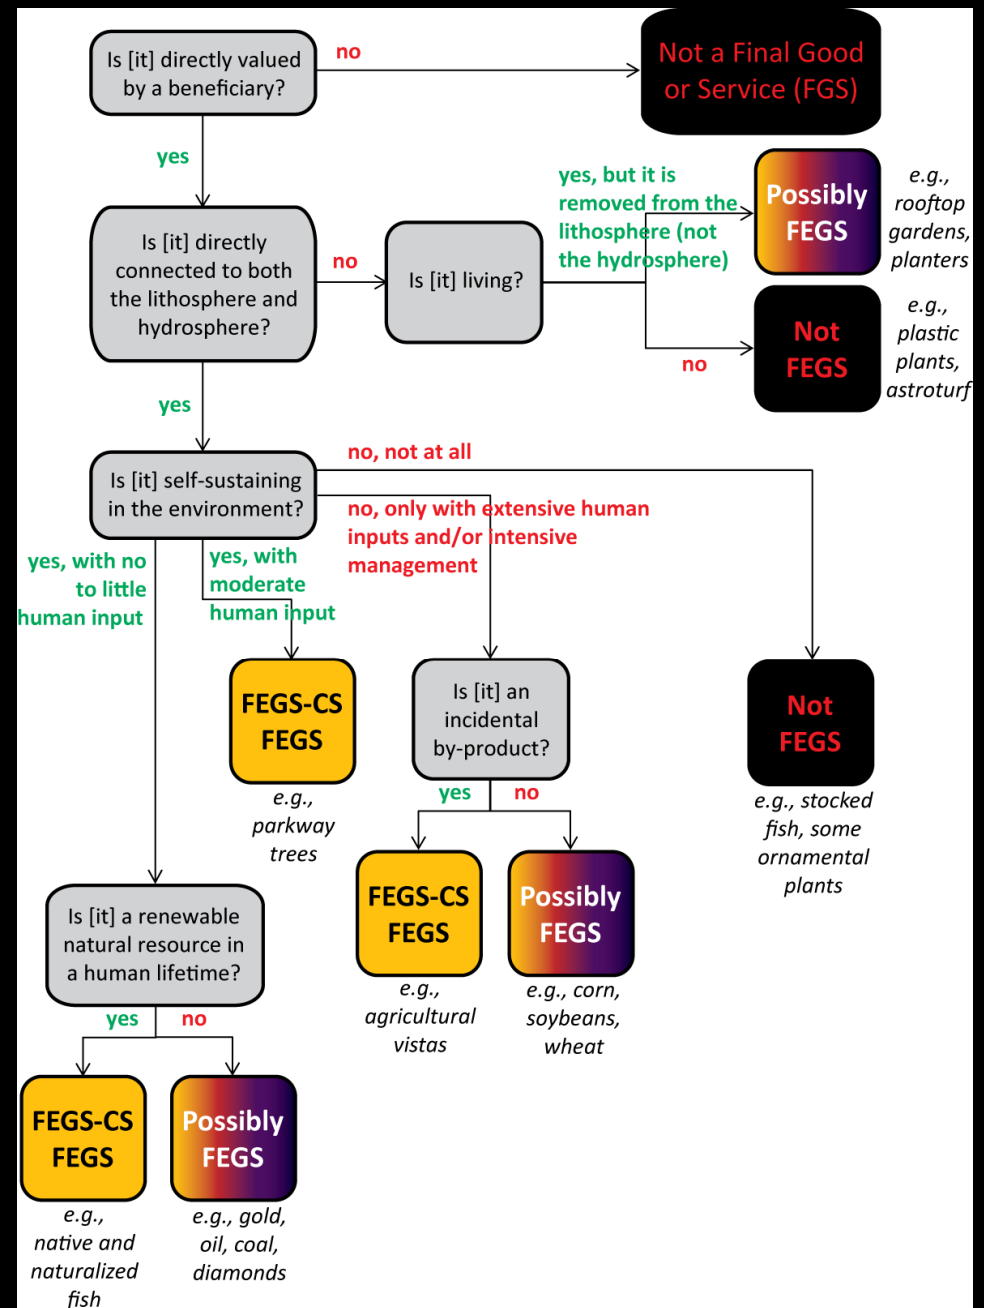 Is [it] directly valued
by a beneficiary?
no
Not a Final Good
or Service (FGS)
yes
Is [it] directly
connected to both
the lithosphere and
hydrosphere?
no
Is [it] living?
yes, but it is
removed from the
lithosphere (not
the hydrosphere)
Possibly
FEGS
e.g.,
rooftop
gardens,
planters
no
Not
FEGS
e.g.,
plastic
plants,
astroturf
yes
Is [it] self-sustaining
in the environment?
no, not at all
no, only with extensive human
inputs and/or intensive
management
yes, with no
to little
human input
yes, with
moderate
human input
FEGS-CS
FEGS
e.g.,
parkway
trees
Is [it] an
incidental
by-product?
Not
FEGS
e.g., stocked
fish, some
ornamental
plants
yes
no
FEGS-CS
FEGS
e.g.,
agricultural
vistas
Possibly
FEGS
e.g., corn,
soybeans,
wheat
Is [it] a renewable
natural resource in
a human lifetime?
yes
no
FEGS-CS
FEGS
e.g.,
native and
naturalized
fish
Possibly
FEGS
e.g., gold,
oil, coal,
diamonds